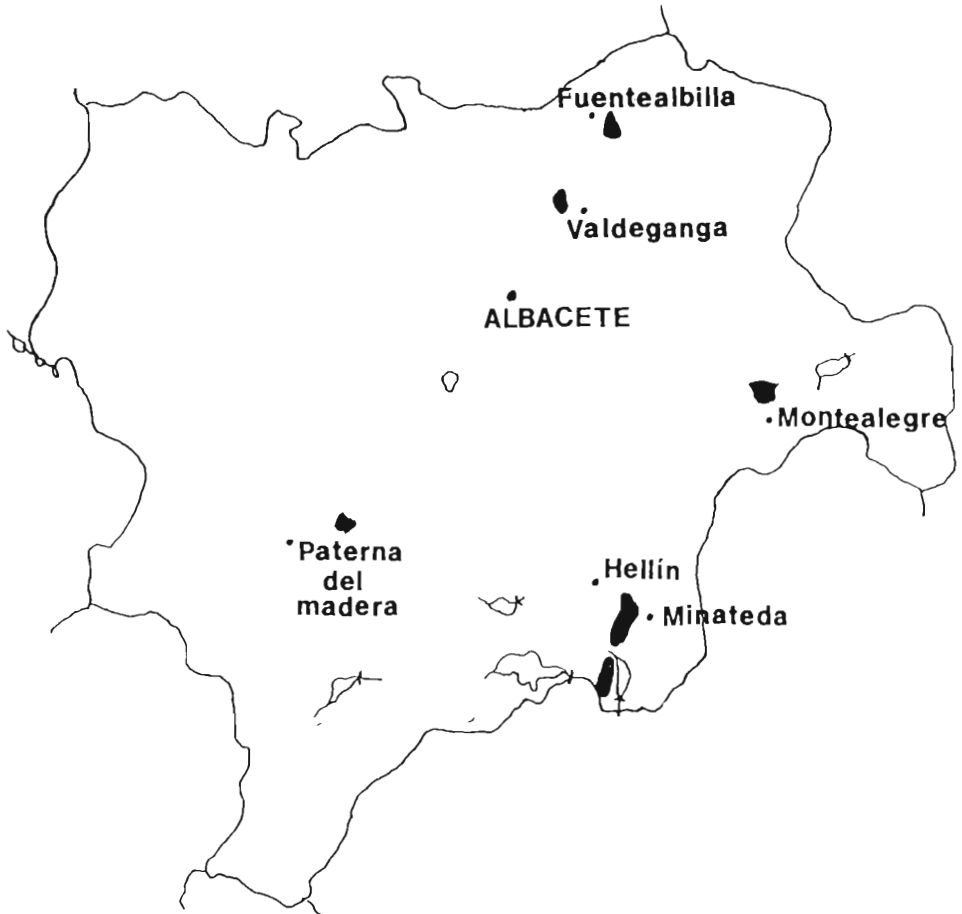 Fuentealbilla
Valdeganga
ALBACETE
Montealegre
Paterna
del
madera
Hellín
Minateda